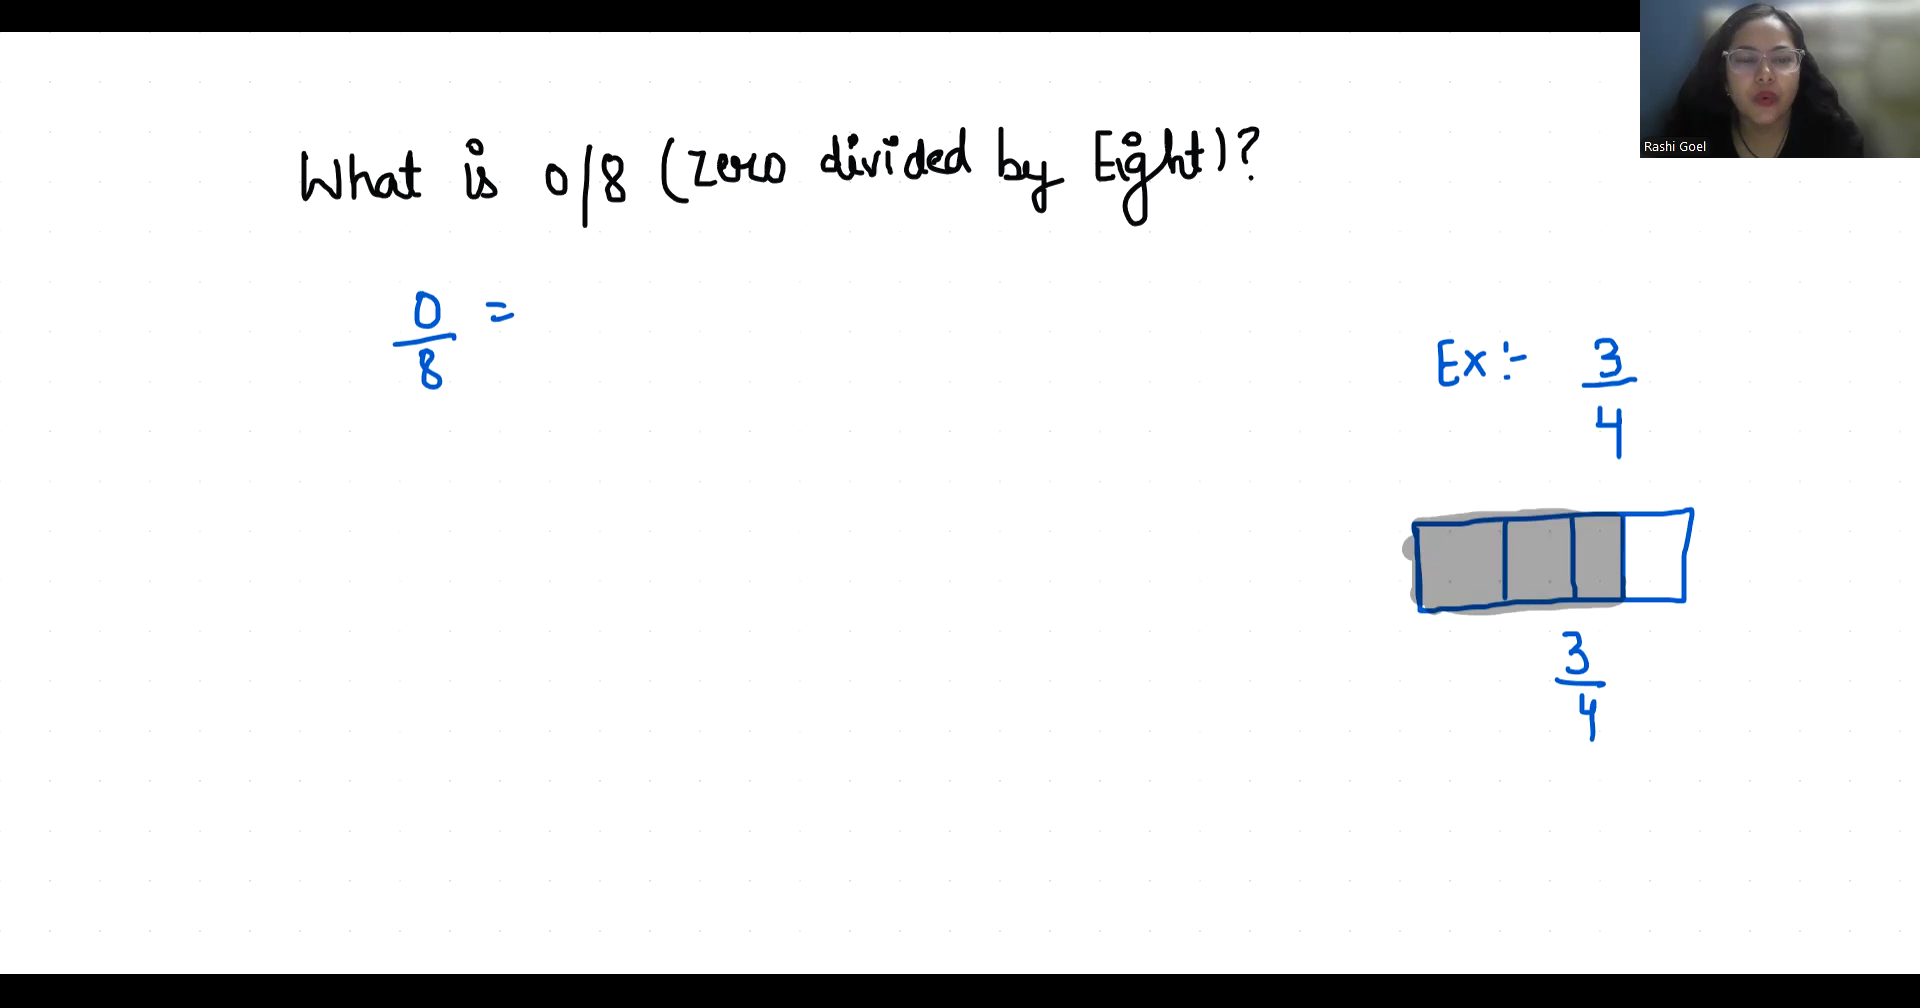 Rashi Goel
What is 0/8 (zero divided by Eight)?
0/8 =
Ex :- 3/4
3/4